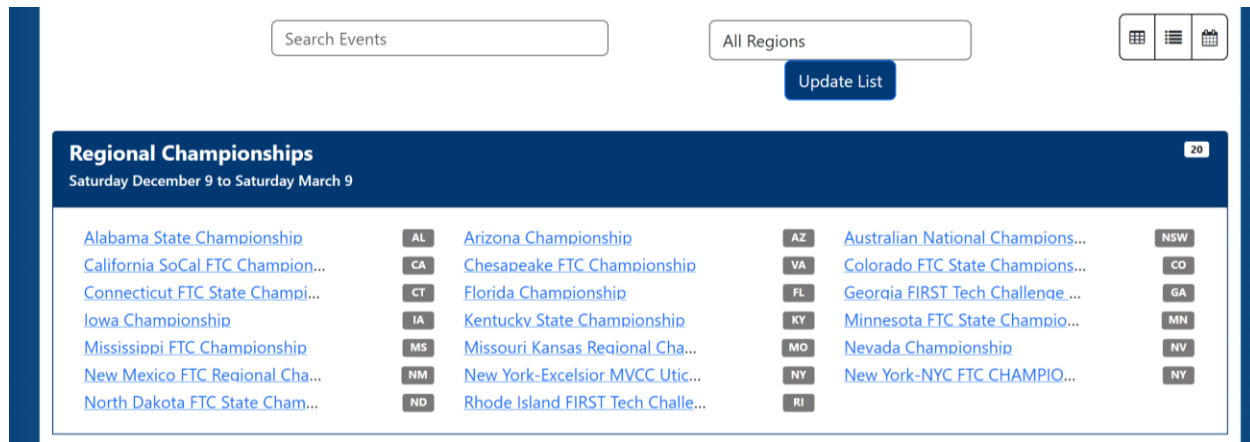 Search Events
All Regions
Update List
Regional Championships
20
Saturday December 9 to Saturday March 9
Alabama State Championship AL Arizona Championship AZ Australian National Champions... NSW
California SoCal FTC Champion... CA Chesapeake FTC Championship VA Colorado FTC State Champions... CO
Connecticut FTC State Champi... CT Florida Championship FL Georgia FIRST Tech Challenge ... GA
Iowa Championship IA Kentucky State Championship KY Minnesota FTC State Champio... MN
Mississippi FTC Championship MS Missouri Kansas Regional Cha... MO Nevada Championship NV
New Mexico FTC Regional Cha... NM New York-Excelsior MVCC Utic... NY New York-NYC FTC CHAMPIO... NY
North Dakota FTC State Cham... ND Rhode Island FIRST Tech Challe... RI